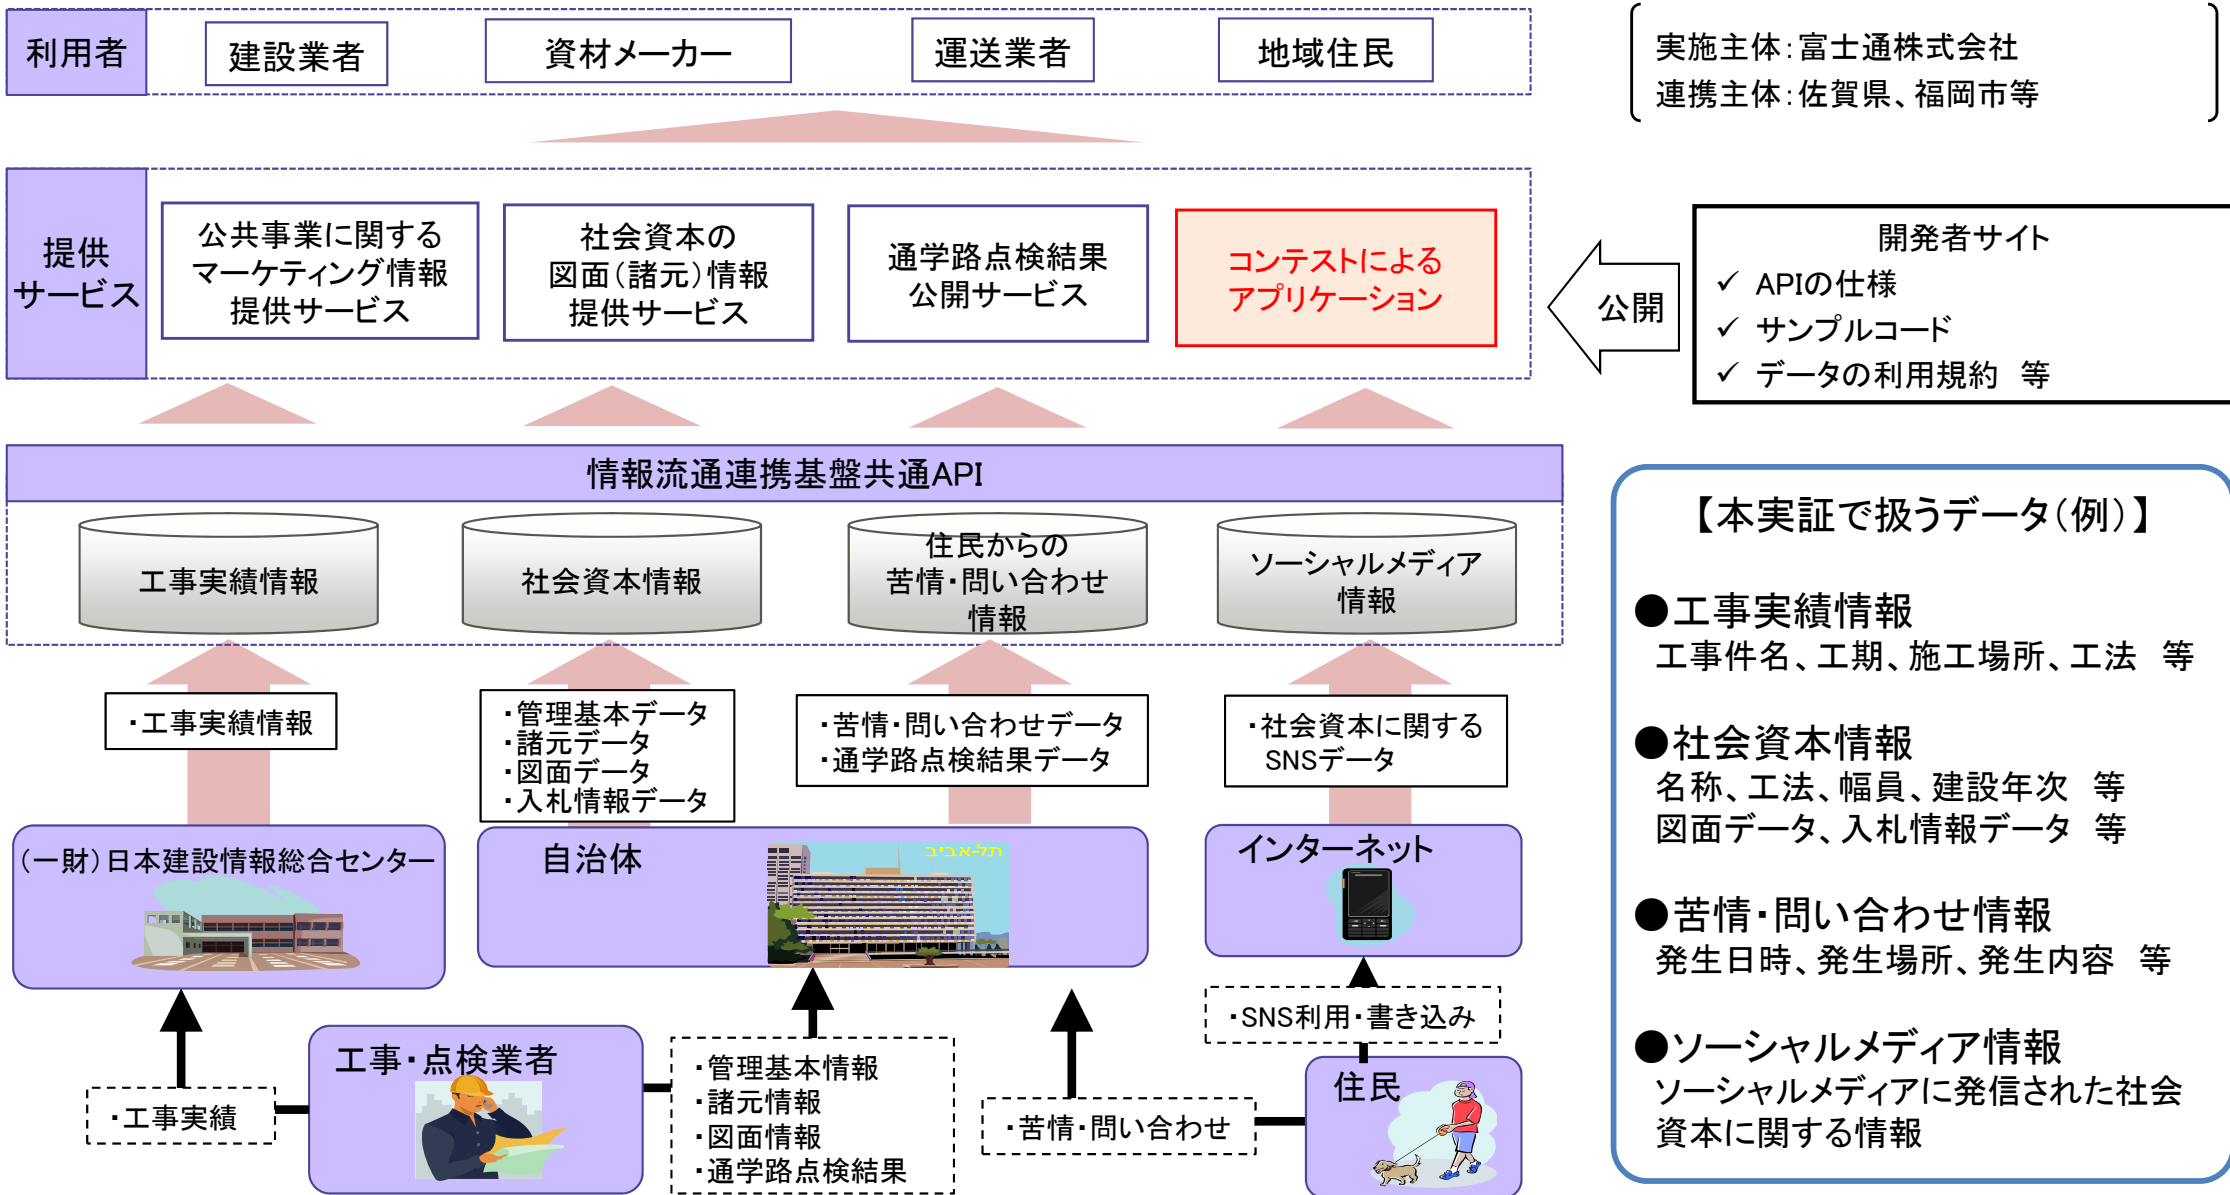 利用者
建設業者
資材メーカー
運送業者
地域住民
実施主体:富士通株式会社
連携主体:佐賀県、福岡市等
提供
サービス
公共事業に関する
マーケティング情報
提供サービス
社会資本の
図面(諸元)情報
提供サービス
通学路点検結果
公開サービス
コンテストによる
アプリケーション
公開
開発者サイト
✓ APIの仕様
✓ サンプルコード
✓ データの利用規約 等
情報流通連携基盤共通API
工事実績情報
社会資本情報
住民からの
苦情・問い合わせ
情報
ソーシャルメディア
情報
・工事実績情報
・管理基本データ
・諸元データ
・図面データ
・入札情報データ
・苦情・問い合わせデータ
・通学路点検結果データ
・社会資本に関する
SNSデータ
(一財)日本建設情報総合センター
自治体
תל-אביב
インターネット
・SNS利用・書き込み
工事・点検業者
・工事実績
・管理基本情報
・諸元情報
・図面情報
・通学路点検結果
・苦情・問い合わせ
住民
【本実証で扱うデータ(例)】
●工事実績情報
工事件名、工期、施工場所、工法 等
●社会資本情報
名称、工法、幅員、建設年次 等
図面データ、入札情報データ 等
●苦情・問い合わせ情報
発生日時、発生場所、発生内容 等
●ソーシャルメディア情報
ソーシャルメディアに発信された社会
資本に関する情報